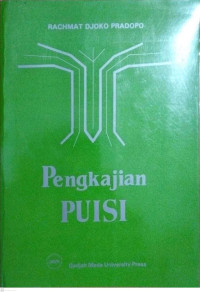 RACHMAT DJOKO PRADOPO
Pengkajian
PUISI
Gadjah Mada University Press